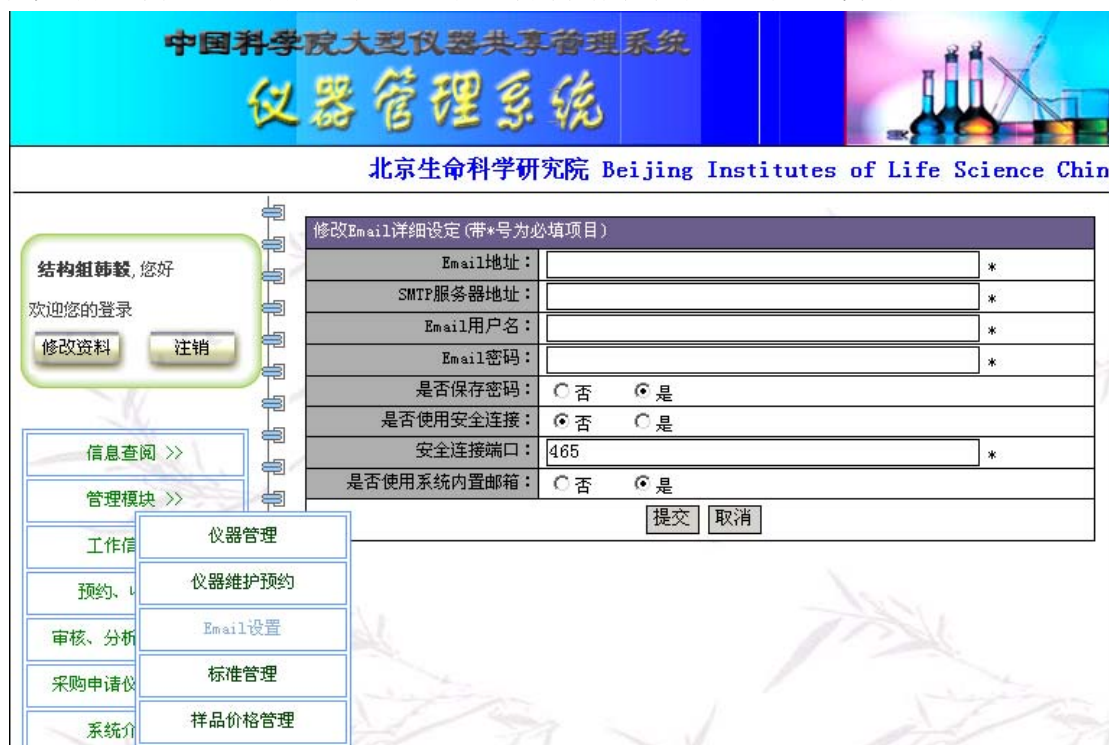 中国科学院大型仪器共享管理系统
仪器管理系统
北京生命科学研究院 Beijing Institutes of Life Science Chin
结构组韩毅, 您好
欢迎您的登录
修改资料 注销
信息查阅 >>
管理模块 >>
工作信
预约、
审核、分析
采购申请仪
系统介
仪器管理
仪器维护预约
Email设置
标准管理
样品价格管理
修改Email详细设定(带*号为必填项目)
Email地址： *
SMTP服务器地址： *
Email用户名： *
Email密码： *
是否保存密码： 否 是
是否使用安全连接： 否 是
安全连接端口： 465 *
是否使用系统内置邮箱： 否 是
提交 取消